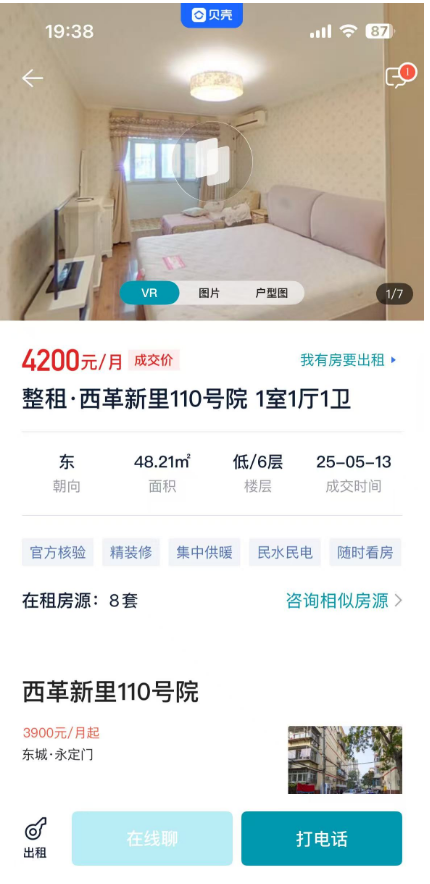 贝壳
19:38
87
1
VR 图片 户型图
1/7
4200元/月 成交价 我有房要出租
整租·西革新里110号院 1室1厅1卫
东 48.21㎡ 低/6层 25-05-13
朝向 面积 楼层 成交时间
官方核验 精装修 集中供暖 民水民电 随时看房
在租房源：8套 咨询相似房源
西革新里110号院
3900元/月起
东城·永定门
出租 在线聊 打电话